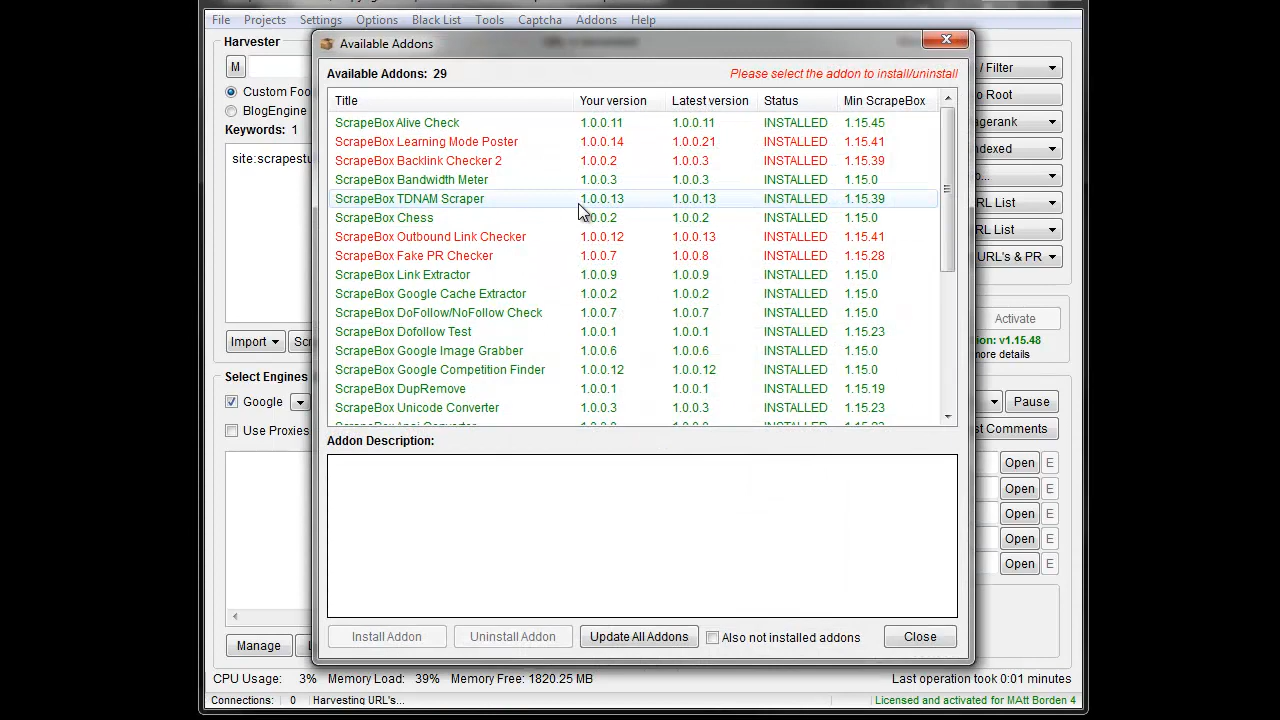 File Projects Settings Options Black List Tools Captcha Addons Help
Harvester
M
Custom Foo
BlogEngine
Keywords: 1
site:scrapestu
Import
Select Engines
Google
Use Proxies
Manage
Available Addons
Available Addons: 29 Please select the addon to install/uninstall
Title Your version Latest version Status Min ScrapeBox
ScrapeBox Alive Check 1.0.0.11 1.0.0.11 INSTALLED 1.15.45
ScrapeBox Learning Mode Poster 1.0.0.14 1.0.0.21 INSTALLED 1.15.41
ScrapeBox Backlink Checker 2 1.0.0.2 1.0.0.3 INSTALLED 1.15.39
ScrapeBox Bandwidth Meter 1.0.0.3 1.0.0.3 INSTALLED 1.15.0
ScrapeBox TDNAM Scraper 1.0.0.13 1.0.0.13 INSTALLED 1.15.39
ScrapeBox Chess 1.0.0.2 1.0.0.2 INSTALLED 1.15.0
ScrapeBox Outbound Link Checker 1.0.0.12 1.0.0.13 INSTALLED 1.15.41
ScrapeBox Fake PR Checker 1.0.0.7 1.0.0.8 INSTALLED 1.15.28
ScrapeBox Link Extractor 1.0.0.9 1.0.0.9 INSTALLED 1.15.0
ScrapeBox Google Cache Extractor 1.0.0.2 1.0.0.2 INSTALLED 1.15.0
ScrapeBox DoFollow/NoFollow Check 1.0.0.7 1.0.0.7 INSTALLED 1.15.0
ScrapeBox Dofollow Test 1.0.0.1 1.0.0.1 INSTALLED 1.15.23
ScrapeBox Google Image Grabber 1.0.0.6 1.0.0.6 INSTALLED 1.15.0
ScrapeBox Google Competition Finder 1.0.0.12 1.0.0.12 INSTALLED 1.15.0
ScrapeBox DupRemove 1.0.0.1 1.0.0.1 INSTALLED 1.15.19
ScrapeBox Unicode Converter 1.0.0.3 1.0.0.3 INSTALLED 1.15.23
Addon Description:
Install Addon Uninstall Addon Update All Addons Also not installed addons Close
/ Filter
o Root
agerank
ndexed
...
RL List
RL List
URL's & PR
Activate
ion: v1.15.48
more details
Pause
st Comments
Open E
Open E
Open E
Open E
Open E
CPU Usage: 3% Memory Load: 39% Memory Free: 1820.25 MB Last operation took 0:01 minutes
Connections: 0 Harvesting URL's... Licensed and activated for MAtt Borden 4